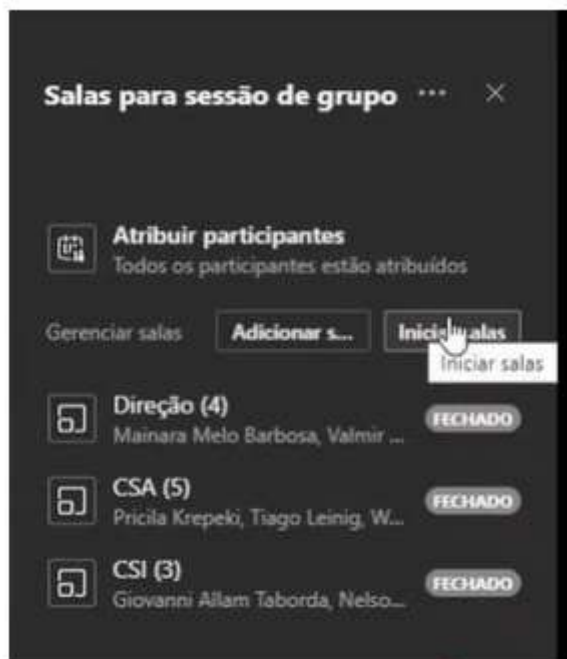 Salas para sessão de grupo ...
Atribuir participantes
Todos os participantes estão atribuídos
Gerenciar salas Adicionar s... Iniciar salas
Iniciar salas
Direção (4)
FECHADO
Mainara Melo Barbosa, Valmir ...
CSA (5)
FECHADO
Pricila Krepeki, Tiago Leinig, W...
CSI (3)
FECHADO
Giovanni Allam Taborda, Nelso...